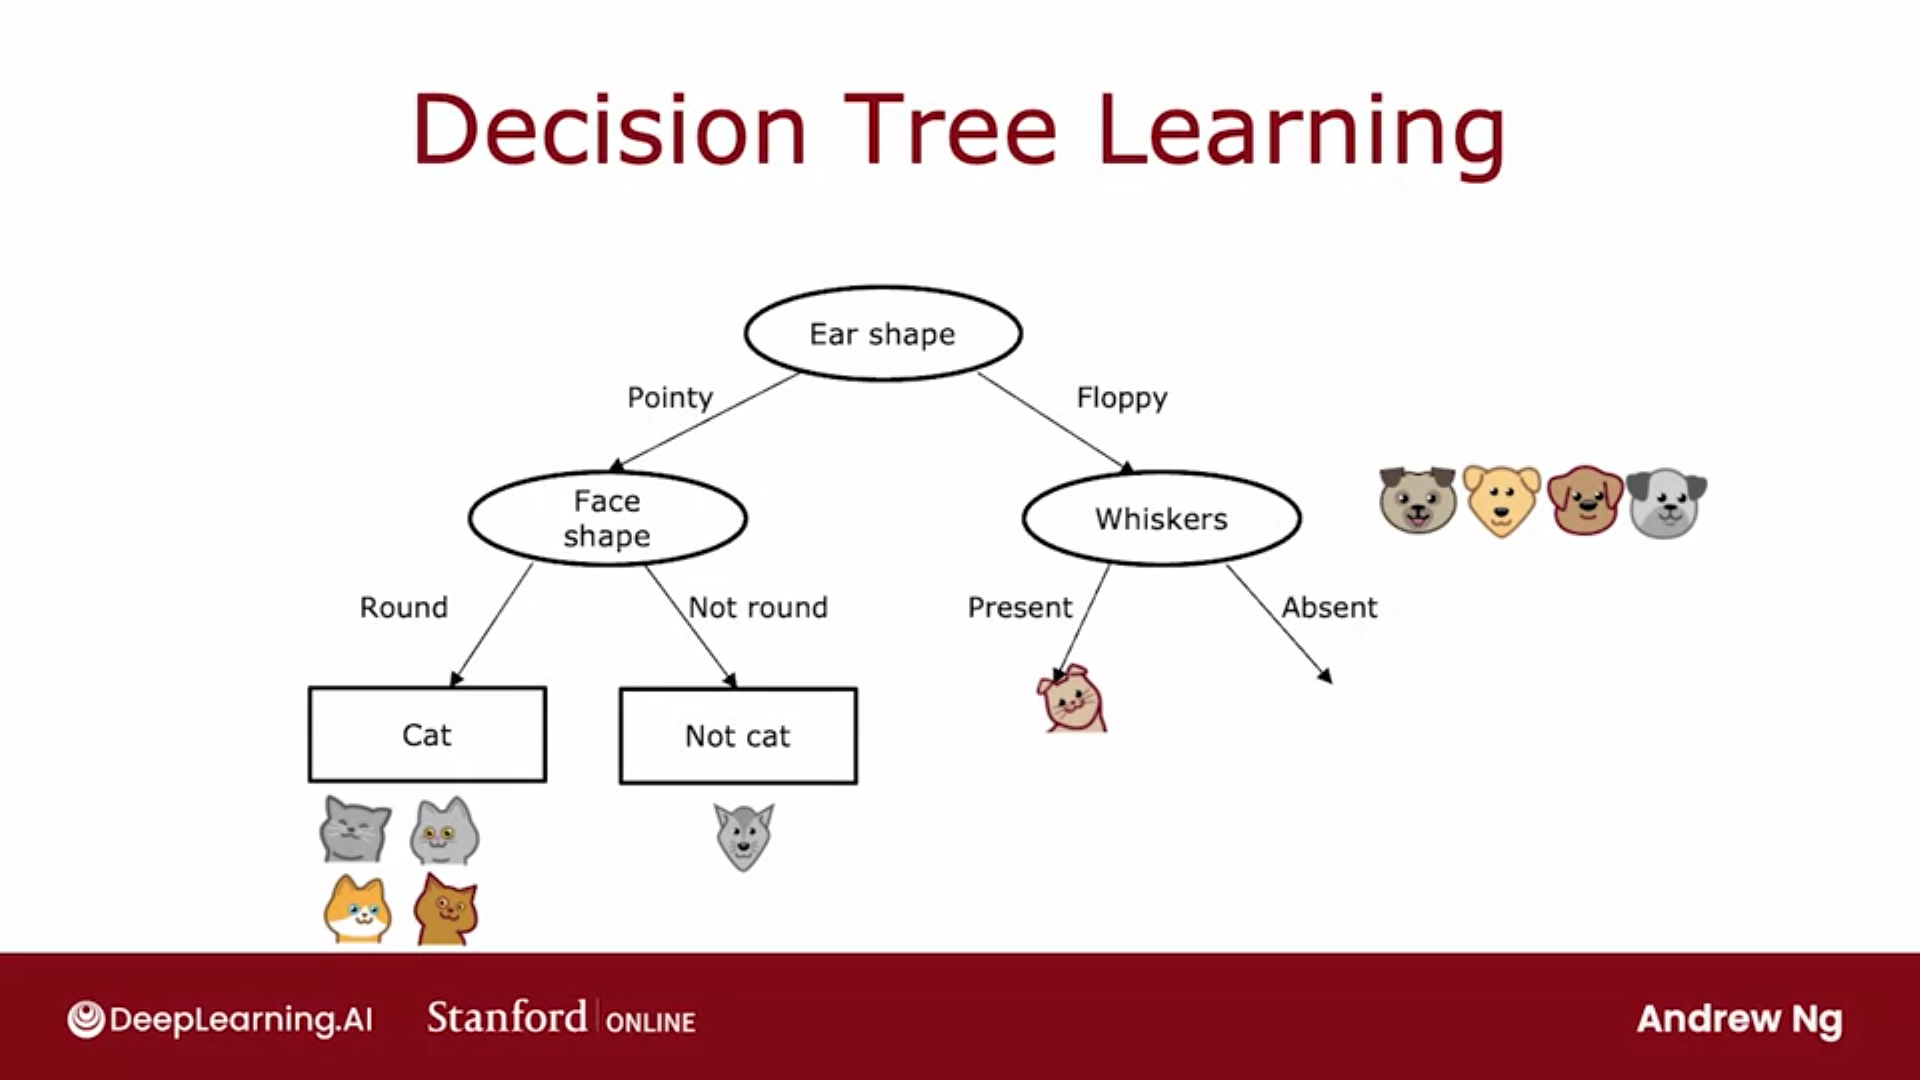 Decision Tree Learning
Ear shape
Pointy
Floppy
Face
shape
Whiskers
Round
Not round
Present
Absent
Cat
Not cat
DeepLearning.AI
Stanford ONLINE
Andrew Ng